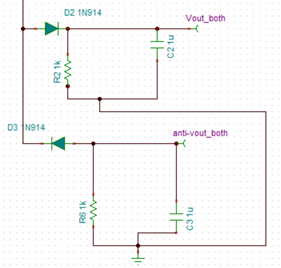 D2 1N914
Vout_both
R2 1k
C2 1u
D3 1N914
anti-vout_both
R6 1k
C3 1u